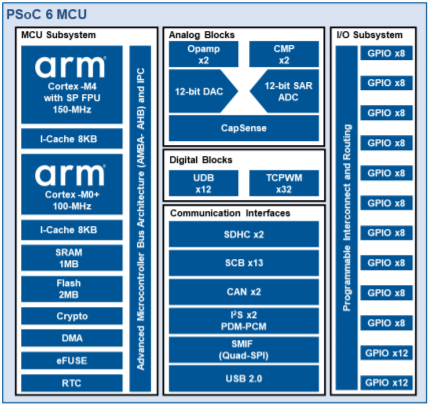 PSoC 6 MCU
MCU Subsystem
arm
Cortex -M4
with SP FPU
150-MHz
I-Cache 8KB
arm
Cortex -M0+
100-MHz
I-Cache 8KB
SRAM
1MB
Flash
2MB
Crypto
DMA
eFUSE
RTC
Advanced Microcontroller Bus Architecture (AMBA- AHB) and IPC
Analog Blocks
Opamp
x2
CMP
x2
12-bit DAC
12-bit SAR
ADC
CapSense
Digital Blocks
UDB
x12
TCPWM
x32
Communication Interfaces
SDHC x2
SCB x13
CAN x2
I²S x2
PDM-PCM
SMIF
(Quad-SPI)
USB 2.0
I/O Subsystem
Programmable Interconnect and Routing
GPIO x8
GPIO x8
GPIO x8
GPIO x8
GPIO x8
GPIO x8
GPIO x8
GPIO x8
GPIO x8
GPIO x8
GPIO x12
GPIO x12